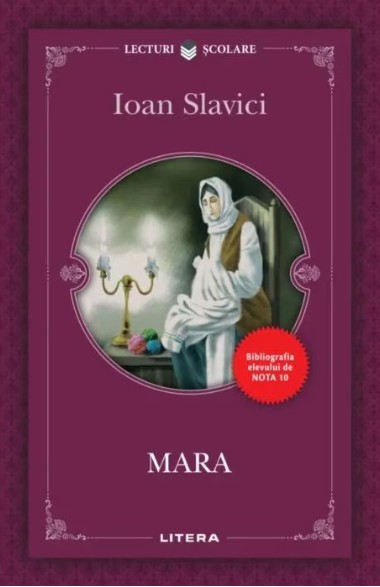 LECTURI ȘCOLARE
Ioan Slavici
Bibliografia
elevului de
NOTA 10
MARA
LITERA